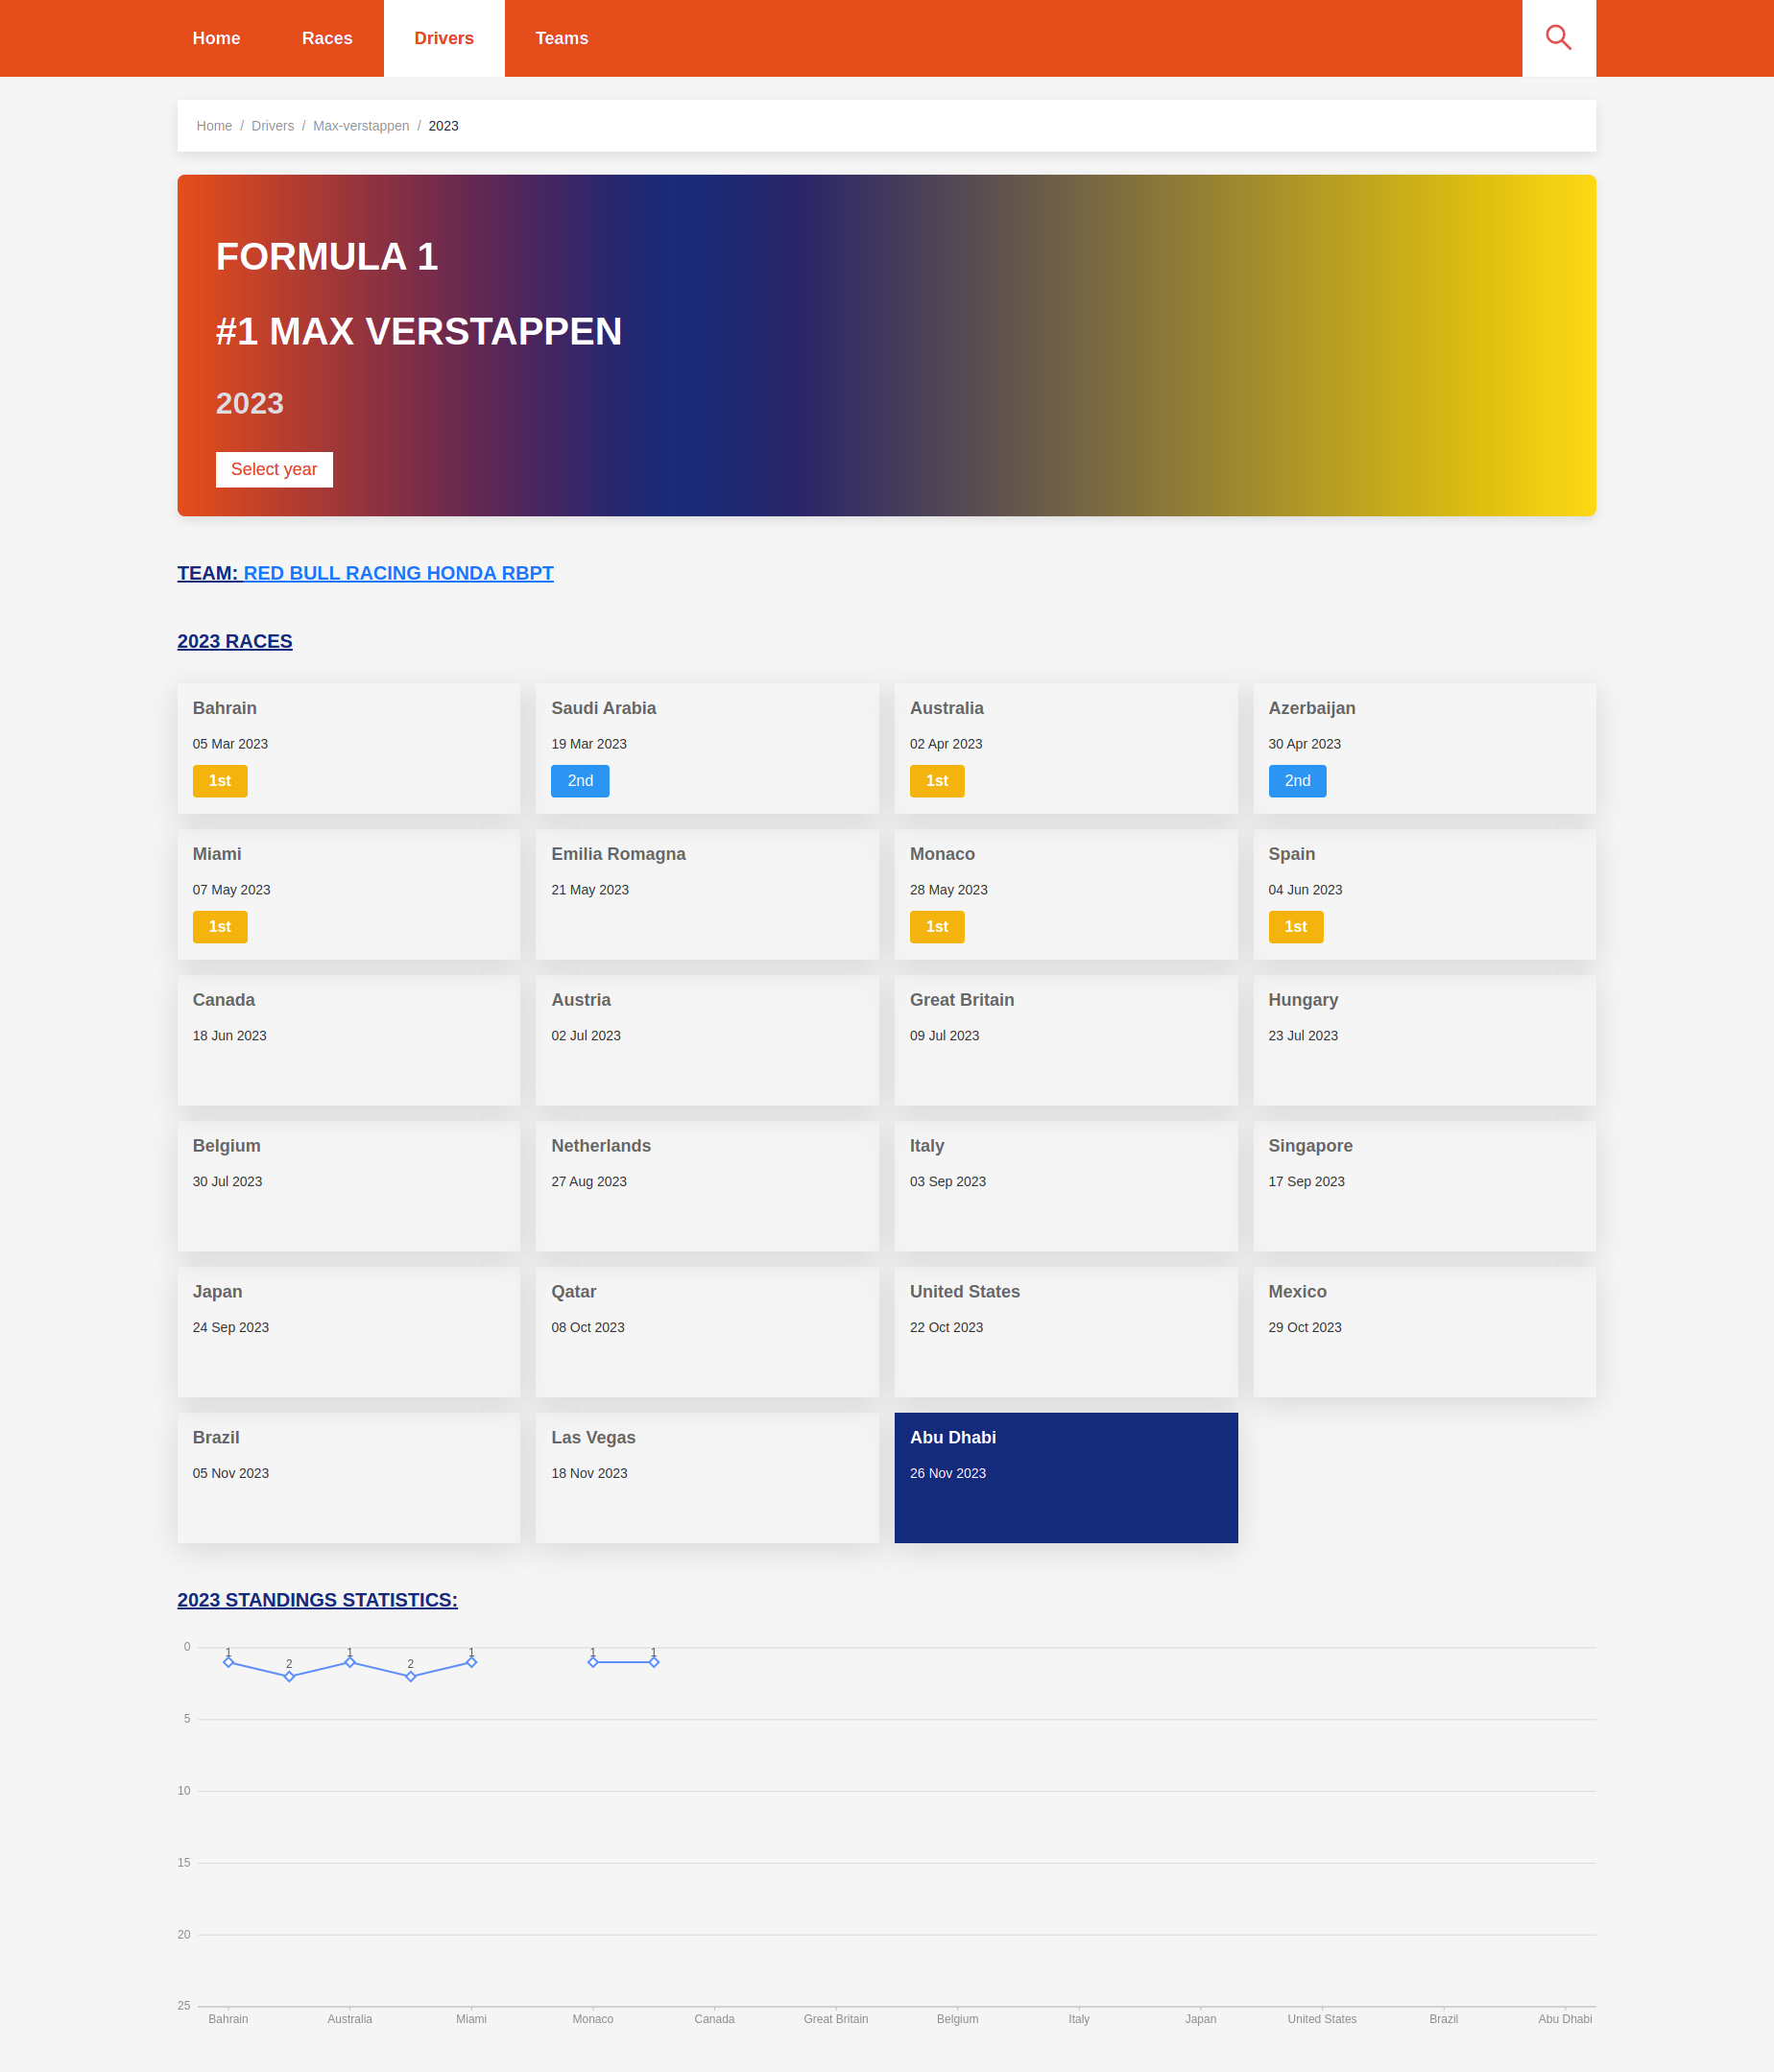 Home Races Drivers Teams
Home / Drivers / Max-verstappen / 2023
FORMULA 1
#1 MAX VERSTAPPEN
2023
Select year
TEAM: RED BULL RACING HONDA RBPT
2023 RACES
Bahrain
05 Mar 2023
1st
Saudi Arabia
19 Mar 2023
2nd
Australia
02 Apr 2023
1st
Azerbaijan
30 Apr 2023
2nd
Miami
07 May 2023
1st
Emilia Romagna
21 May 2023
Monaco
28 May 2023
1st
Spain
04 Jun 2023
1st
Canada
18 Jun 2023
Austria
02 Jul 2023
Great Britain
09 Jul 2023
Hungary
23 Jul 2023
Belgium
30 Jul 2023
Netherlands
27 Aug 2023
Italy
03 Sep 2023
Singapore
17 Sep 2023
Japan
24 Sep 2023
Qatar
08 Oct 2023
United States
22 Oct 2023
Mexico
29 Oct 2023
Brazil
05 Nov 2023
Las Vegas
18 Nov 2023
Abu Dhabi
26 Nov 2023
2023 STANDINGS STATISTICS:
0
1 2 1 2 1 1 1
5
10
15
20
25
Bahrain Australia Miami Monaco Canada Great Britain Belgium Italy Japan United States Brazil Abu Dhabi